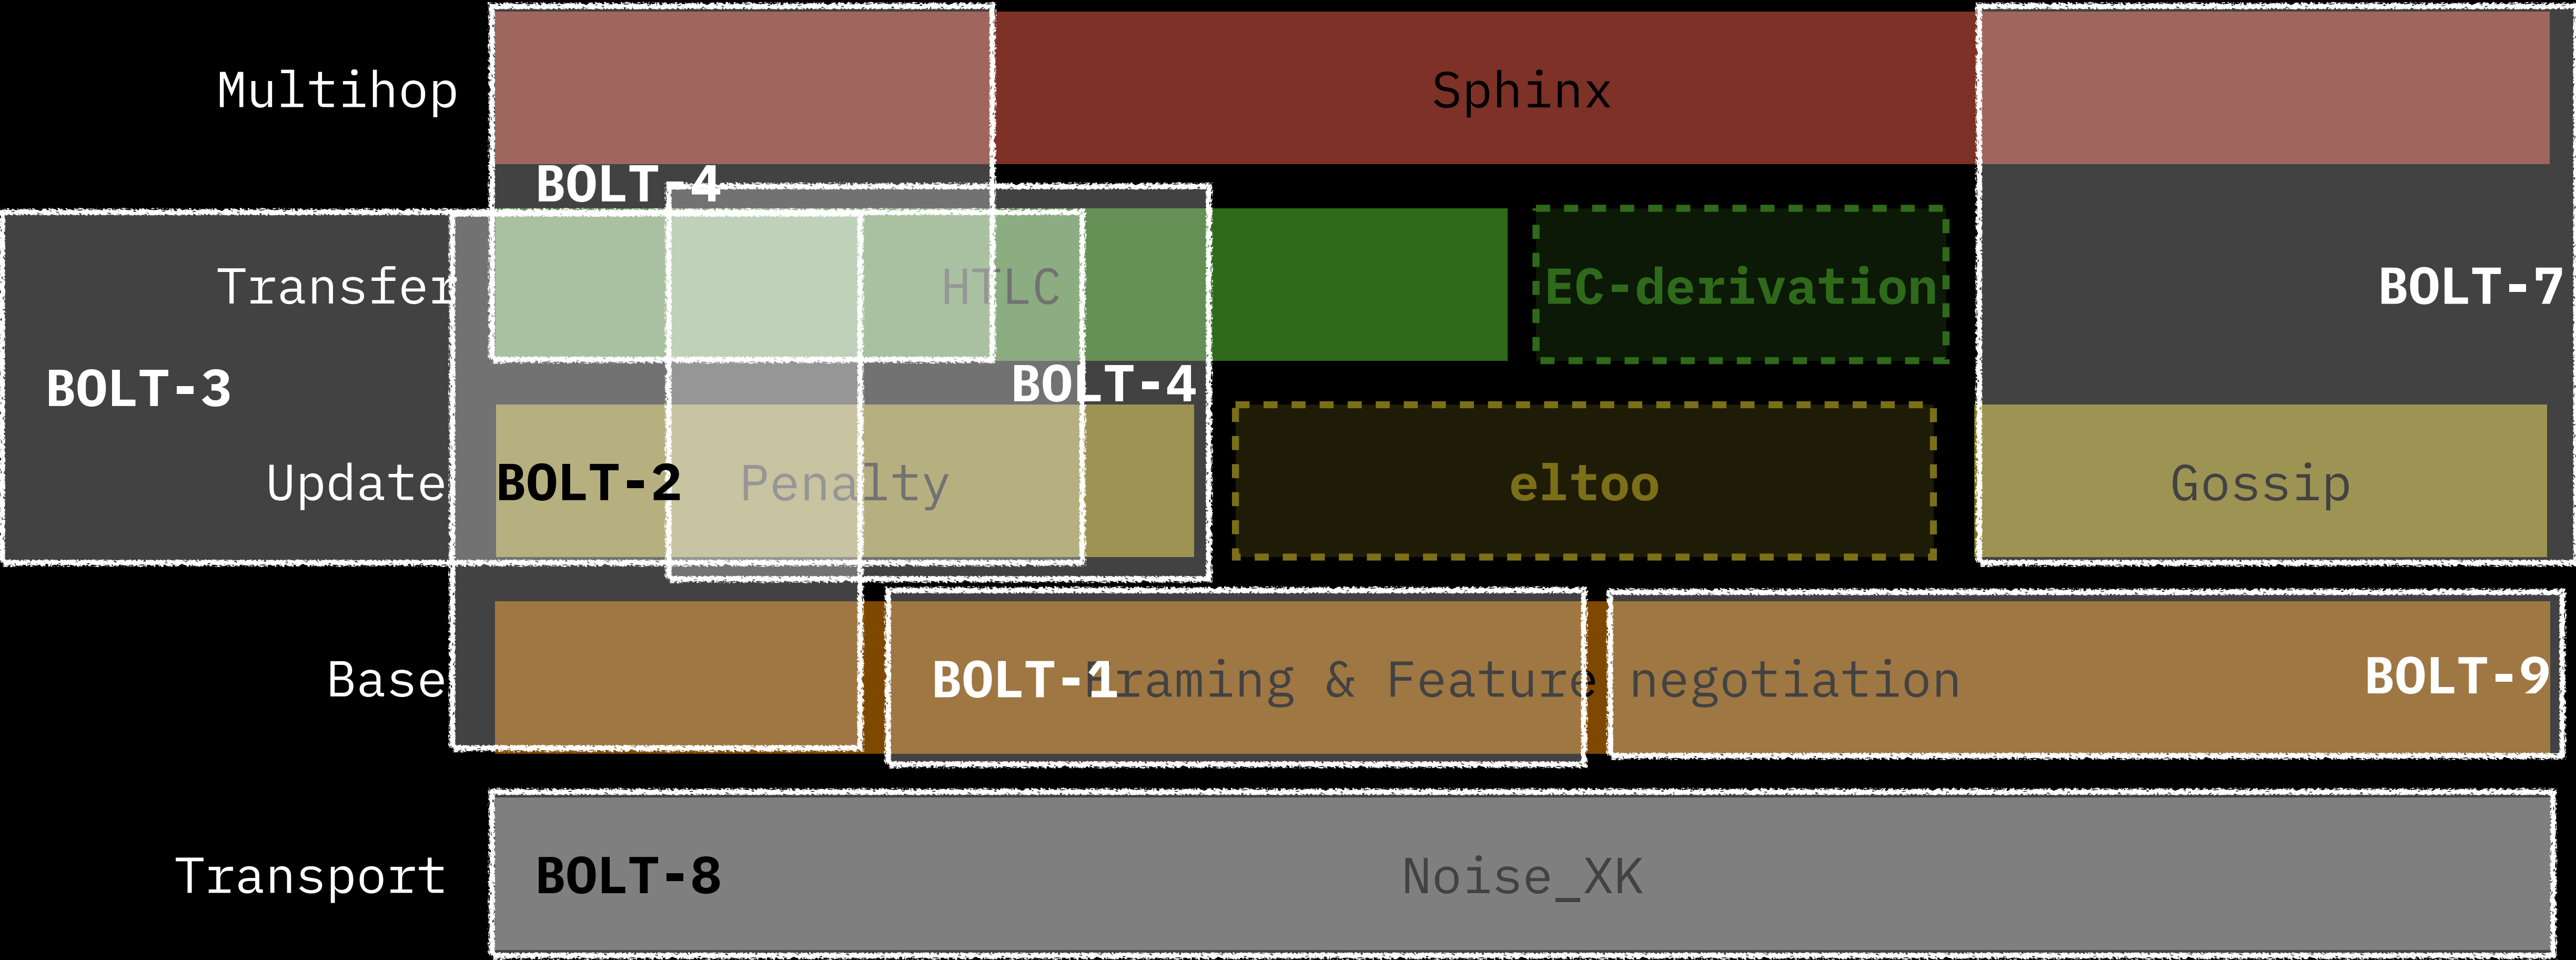 Multihop
Sphinx
BOLT-4
Transfer
HTLC
EC-derivation
BOLT-7
BOLT-3
BOLT-4
Update
BOLT-2
Penalty
eltoo
Gossip
Base
BOLT-1
Framing & Feature negotiation
BOLT-9
Transport
BOLT-8
Noise_XK